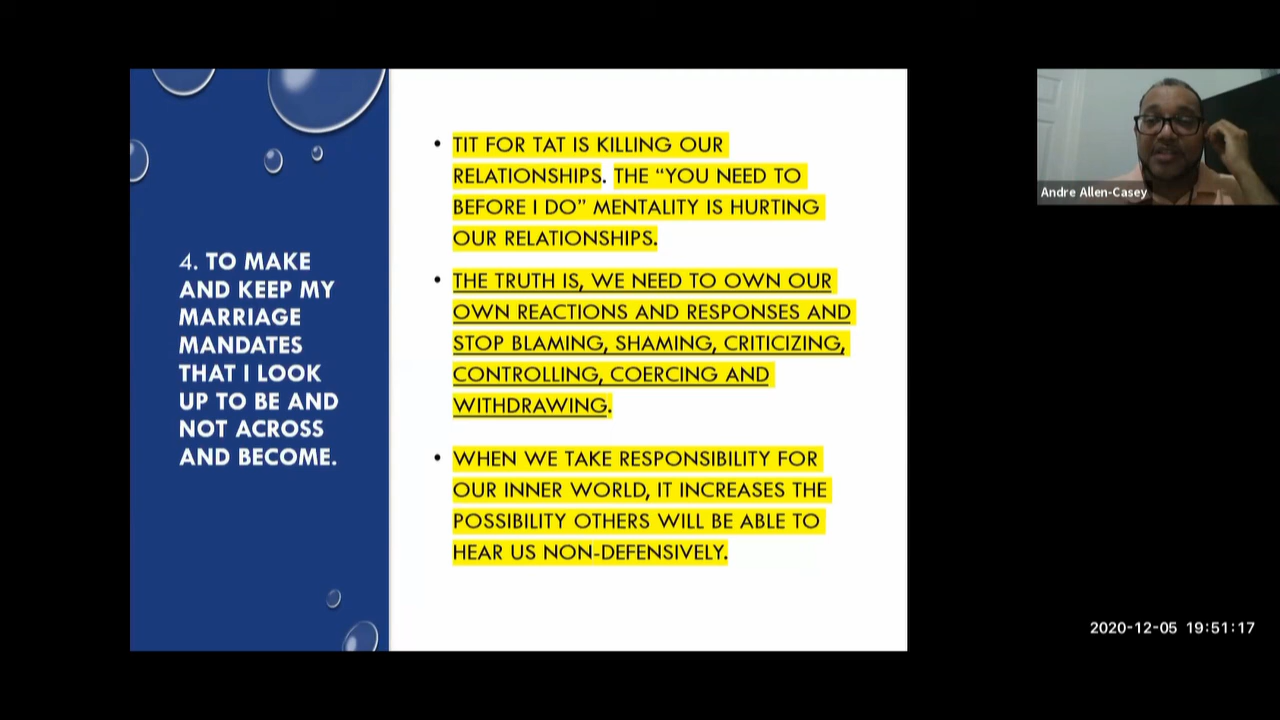 4. TO MAKE
AND KEEP MY
MARRIAGE
MANDATES
THAT I LOOK
UP TO BE AND
NOT ACROSS
AND BECOME.
• TIT FOR TAT IS KILLING OUR
RELATIONSHIPS. THE “YOU NEED TO
BEFORE I DO” MENTALITY IS HURTING
OUR RELATIONSHIPS.
• THE TRUTH IS, WE NEED TO OWN OUR
OWN REACTIONS AND RESPONSES AND
STOP BLAMING, SHAMING, CRITICIZING,
CONTROLLING, COERCING AND
WITHDRAWING.
• WHEN WE TAKE RESPONSIBILITY FOR
OUR INNER WORLD, IT INCREASES THE
POSSIBILITY OTHERS WILL BE ABLE TO
HEAR US NON-DEFENSIVELY.
Andre Allen-Casey
2020-12-05 19:51:17